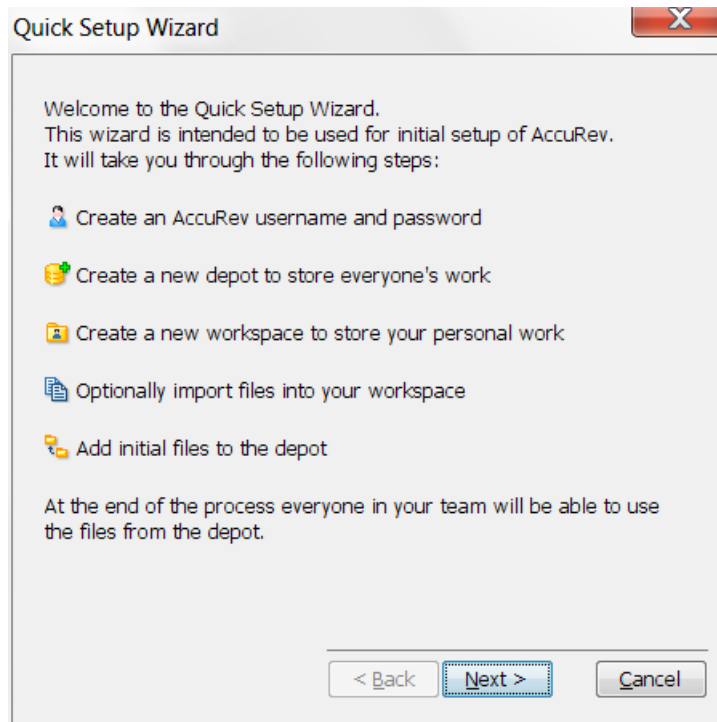 Quick Setup Wizard
Welcome to the Quick Setup Wizard.
This wizard is intended to be used for initial setup of AccuRev.
It will take you through the following steps:
Create an AccuRev username and password
Create a new depot to store everyone's work
Create a new workspace to store your personal work
Optionally import files into your workspace
Add initial files to the depot
At the end of the process everyone in your team will be able to use
the files from the depot.
< Back Next > Cancel